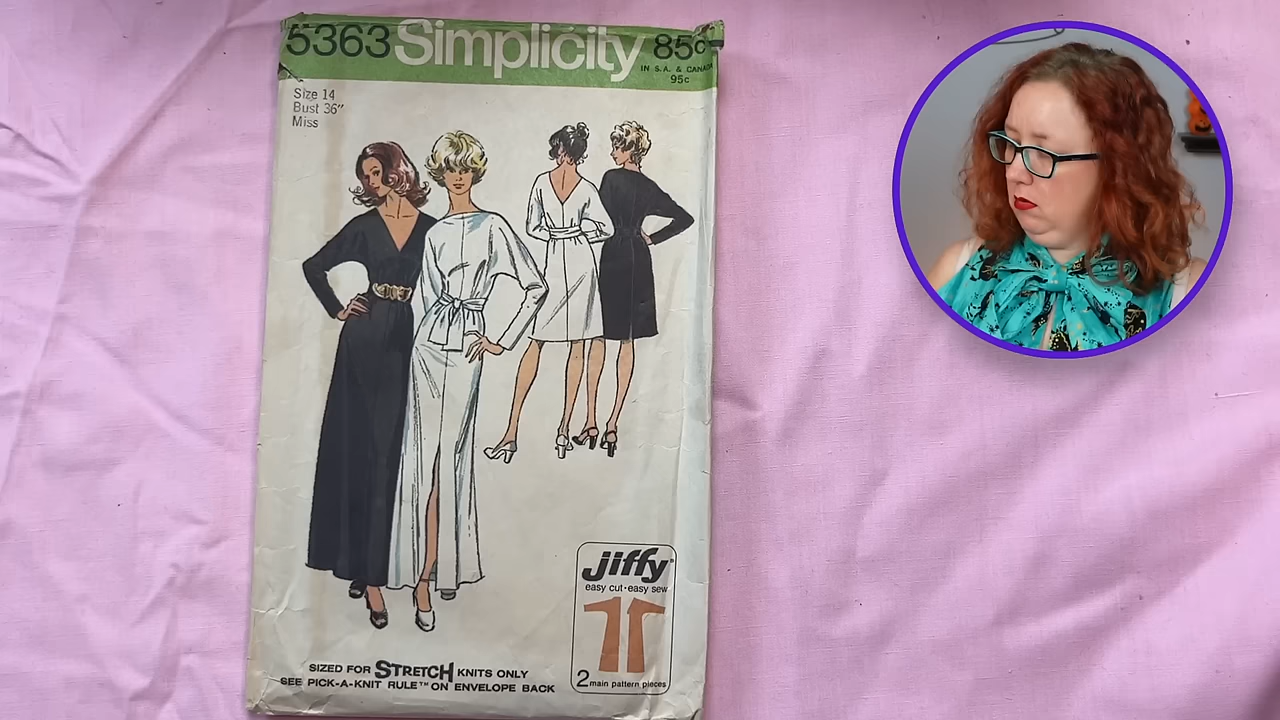 5363 Simplicity 85¢
IN S.A. & CANADA
95c
Size 14
Bust 36"
Miss
jiffy®
easy cut•easy sew
2 main pattern pieces
SIZED FOR STRETCH KNITS ONLY
SEE PICK-A-KNIT RULE™ ON ENVELOPE BACK